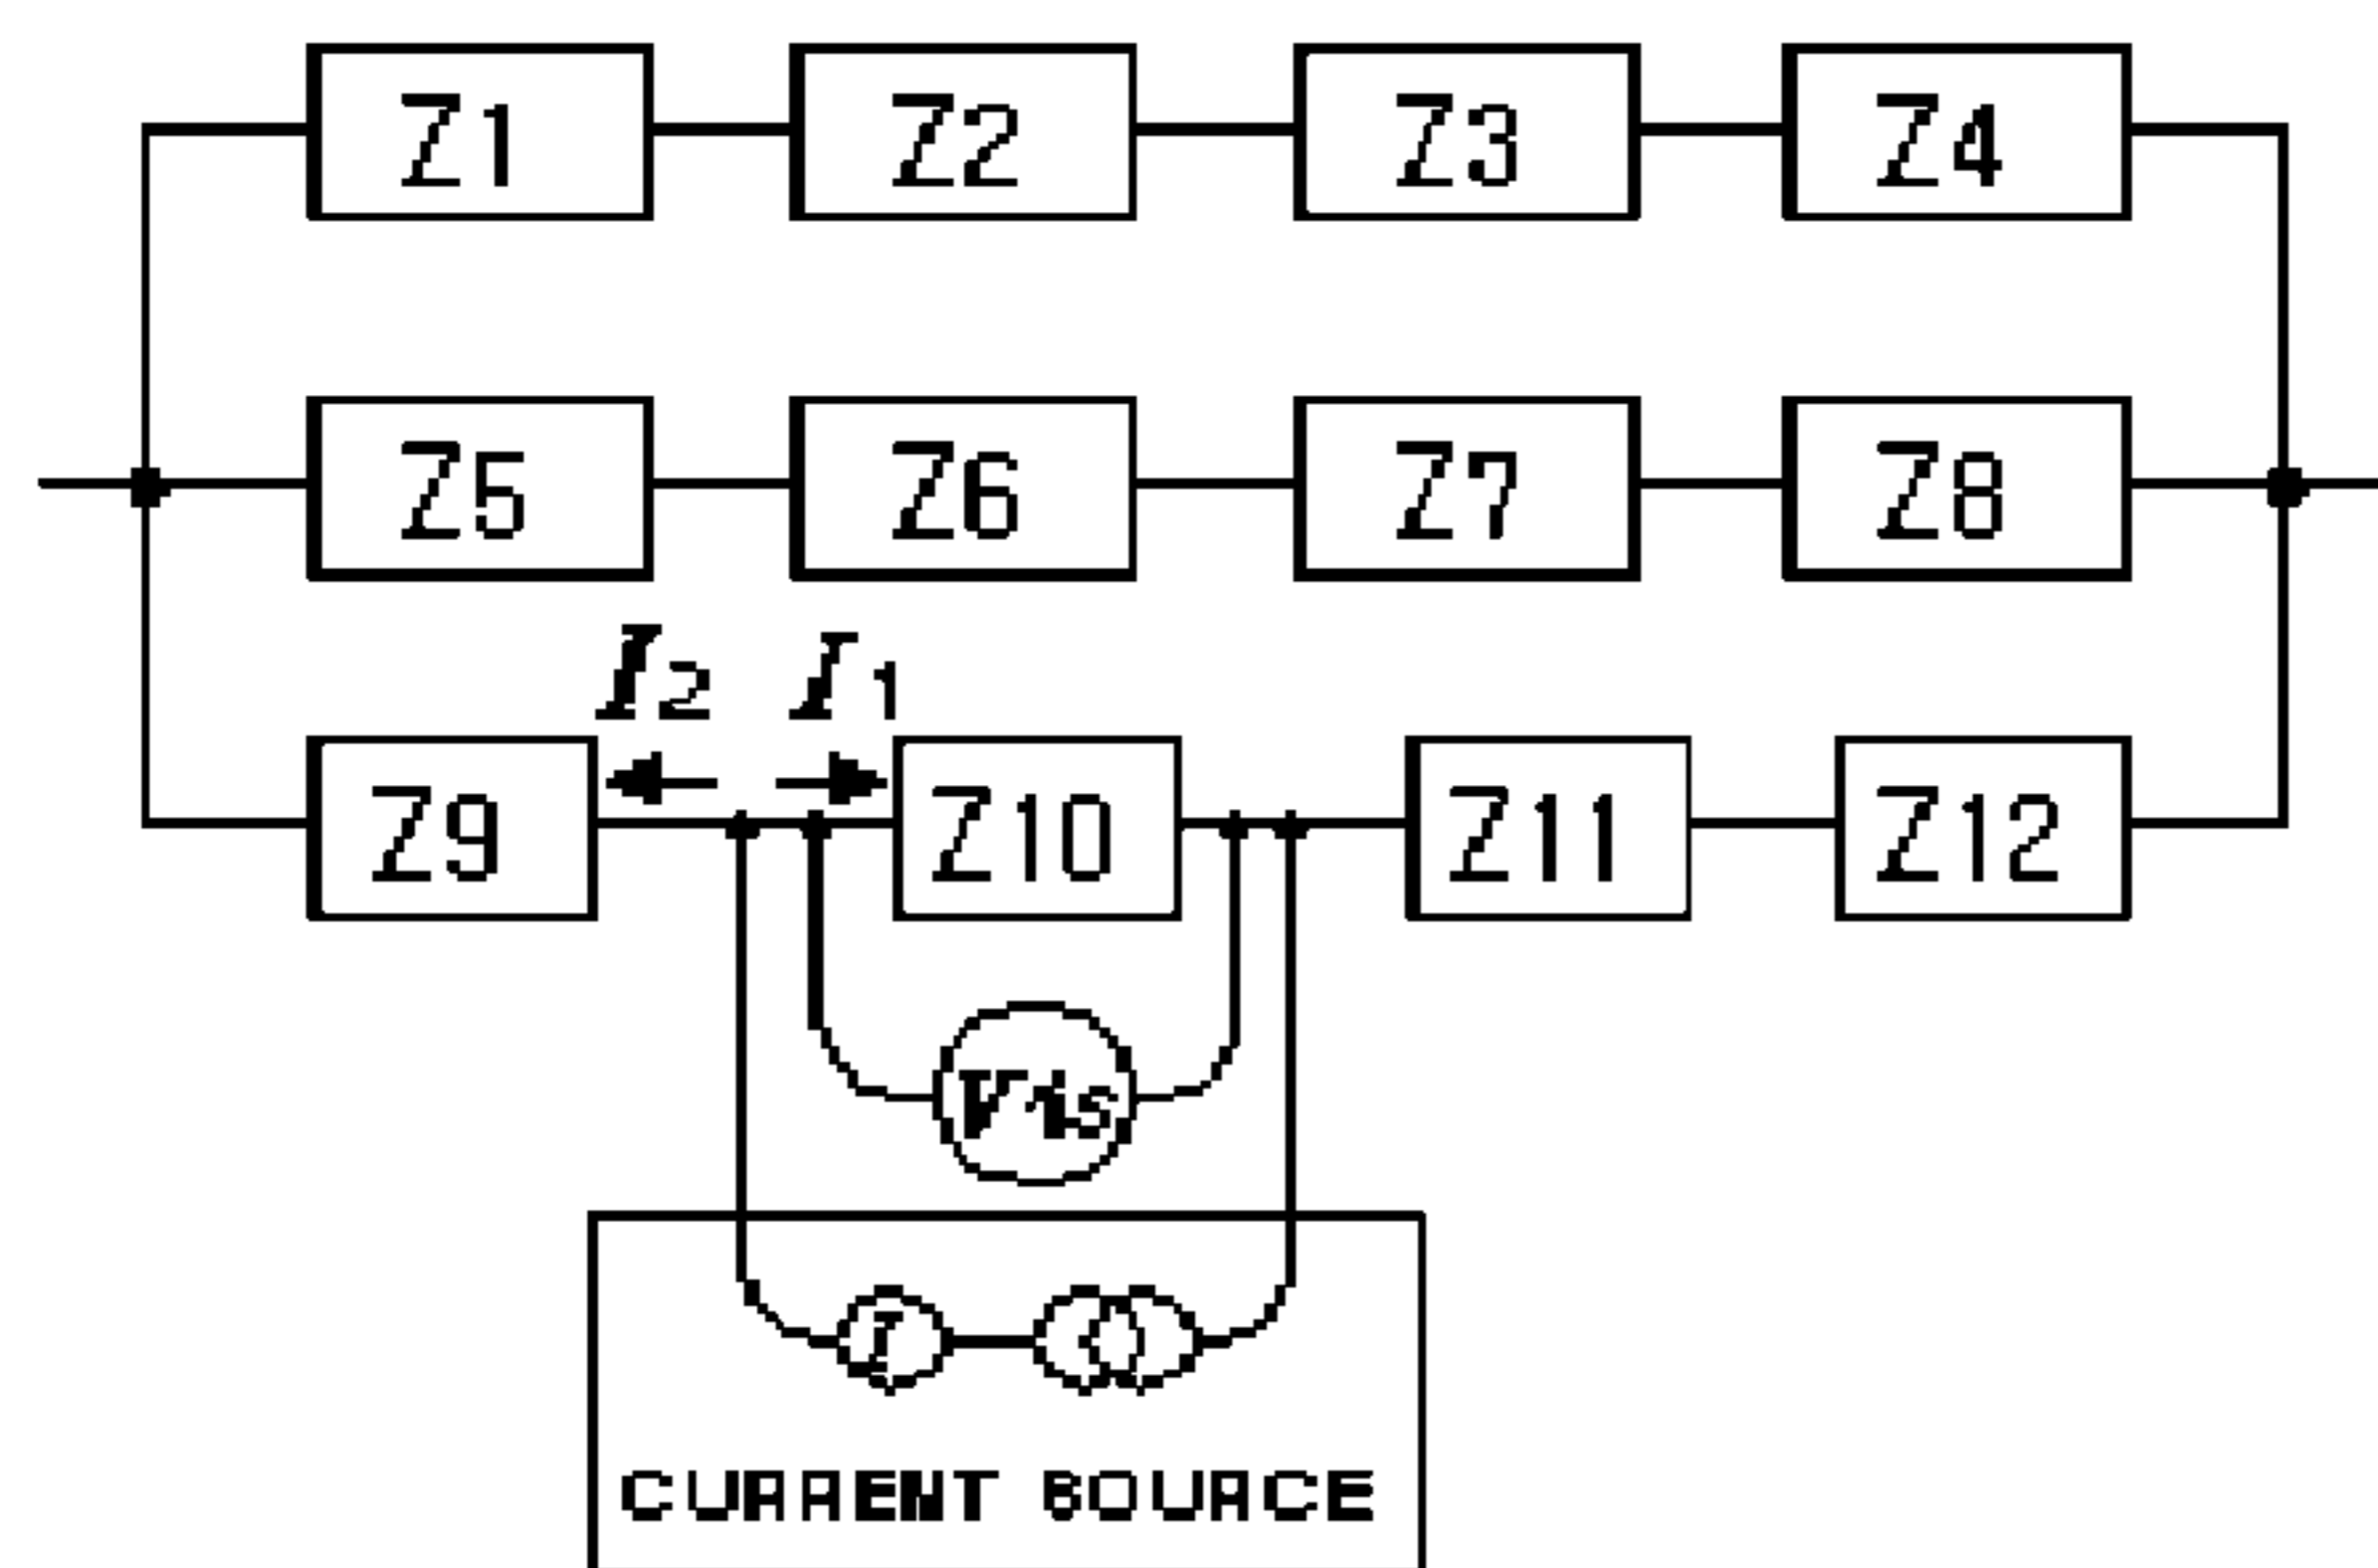 Z1 Z2 Z3 Z4
Z5 Z6 Z7 Z8
I2 I1
Z9 Z10 Z11 Z12
I
CURRENT SOURCE